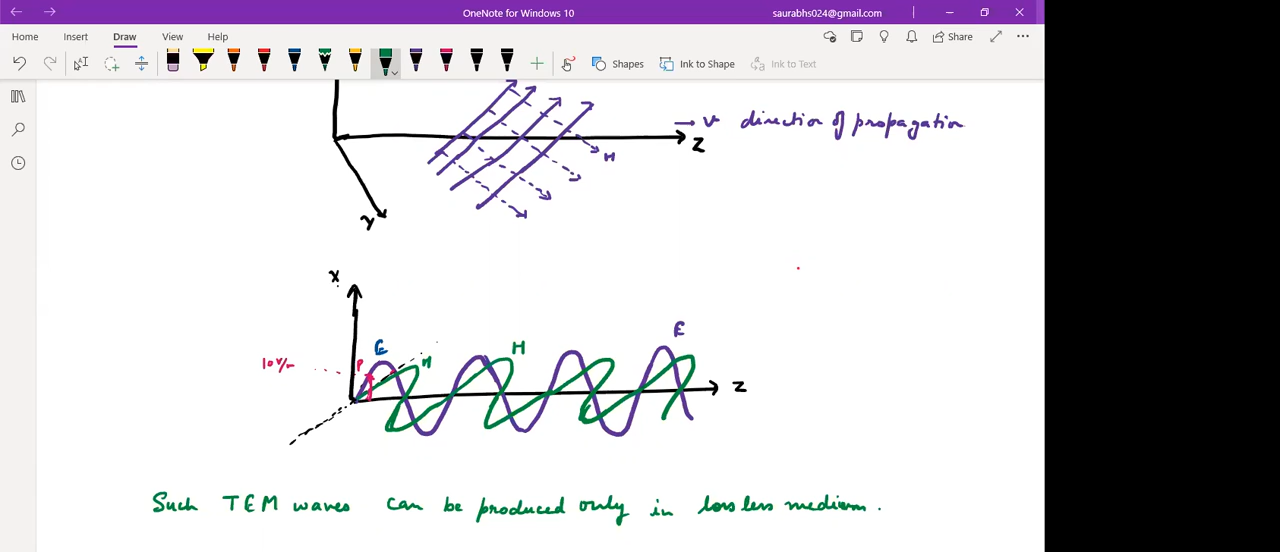 OneNote for Windows 10
saurabhs024@gmail.com
Home Insert Draw View Help
Share
Shapes Ink to Shape Ink to Text
→ v direction of propagation
Z
H
y
x
E
E
H
H
P
10 V/m
Z
Such TEM waves can be produced only in lossless medium.